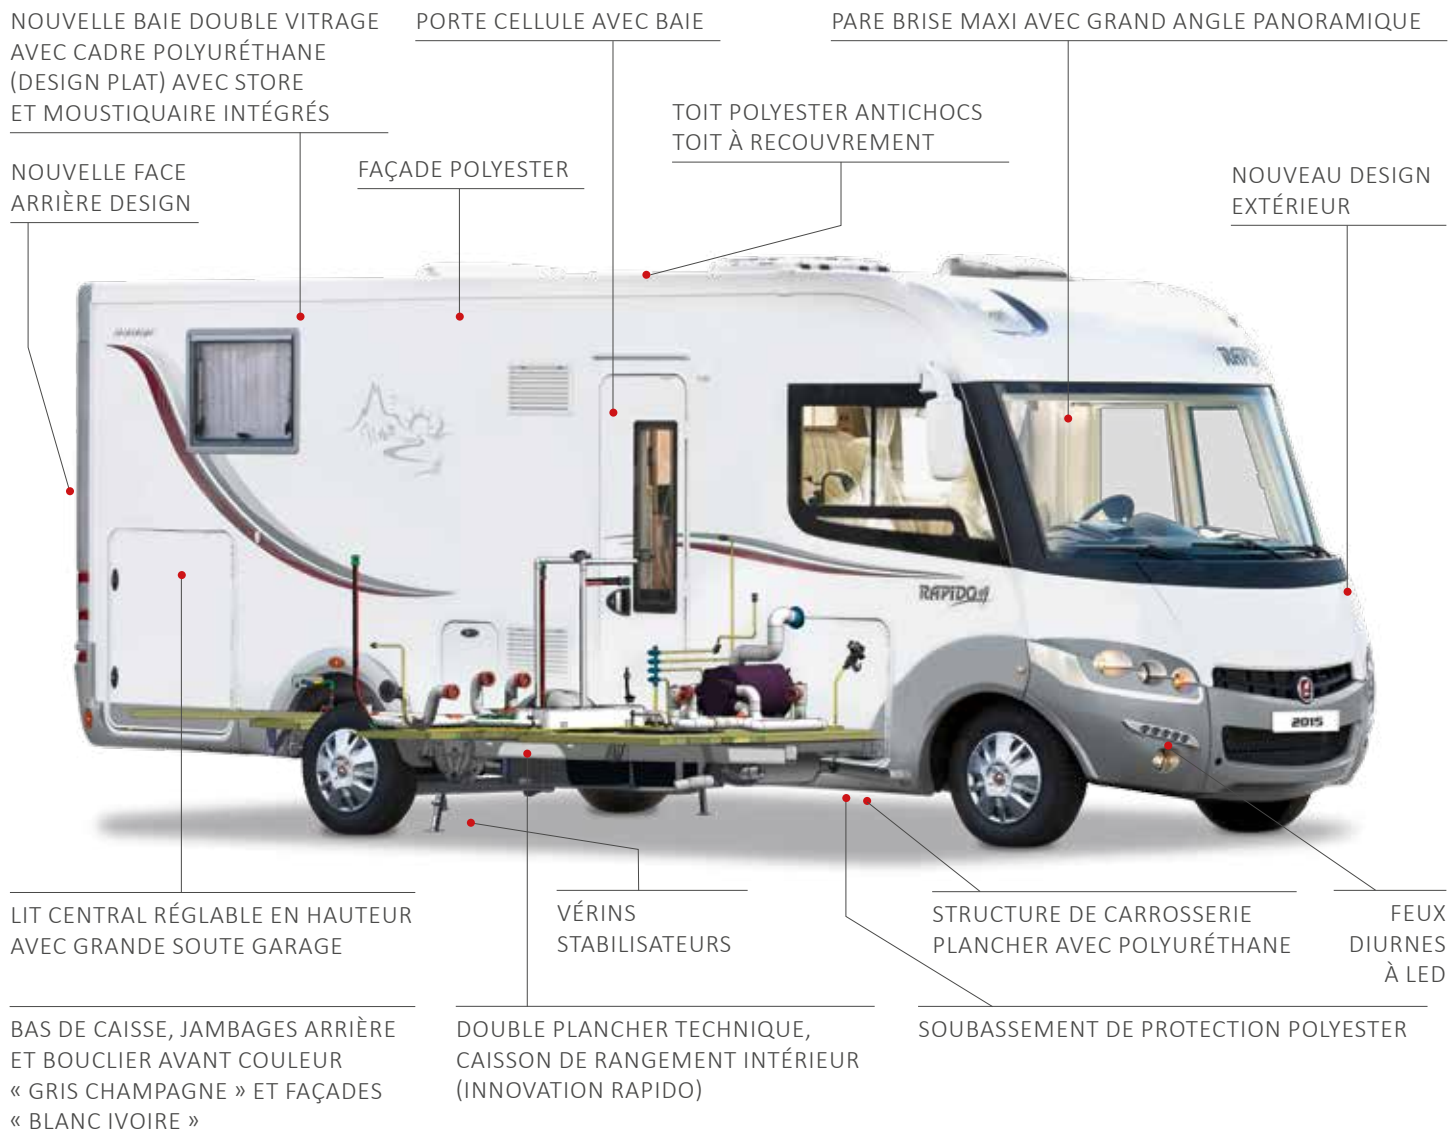 NOUVELLE BAIE DOUBLE VITRAGE
AVEC CADRE POLYURÉTHANE
(DESIGN PLAT) AVEC STORE
ET MOUSTIQUAIRE INTÉGRÉS
PORTE CELLULE AVEC BAIE
PARE BRISE MAXI AVEC GRAND ANGLE PANORAMIQUE
TOIT POLYESTER ANTICHOCS
TOIT À RECOUVREMENT
NOUVELLE FACE
ARRIÈRE DESIGN
FAÇADE POLYESTER
NOUVEAU DESIGN
EXTÉRIEUR
RAPIDO
2015
LIT CENTRAL RÉGLABLE EN HAUTEUR
AVEC GRANDE SOUTE GARAGE
VÉRINS
STABILISATEURS
STRUCTURE DE CARROSSERIE
PLANCHER AVEC POLYURÉTHANE
FEUX
DIURNES
À LED
BAS DE CAISSE, JAMBAGES ARRIÈRE
ET BOUCLIER AVANT COULEUR
« GRIS CHAMPAGNE » ET FAÇADES
« BLANC IVOIRE »
DOUBLE PLANCHER TECHNIQUE,
CAISSON DE RANGEMENT INTÉRIEUR
(INNOVATION RAPIDO)
SOUBASSEMENT DE PROTECTION POLYESTER